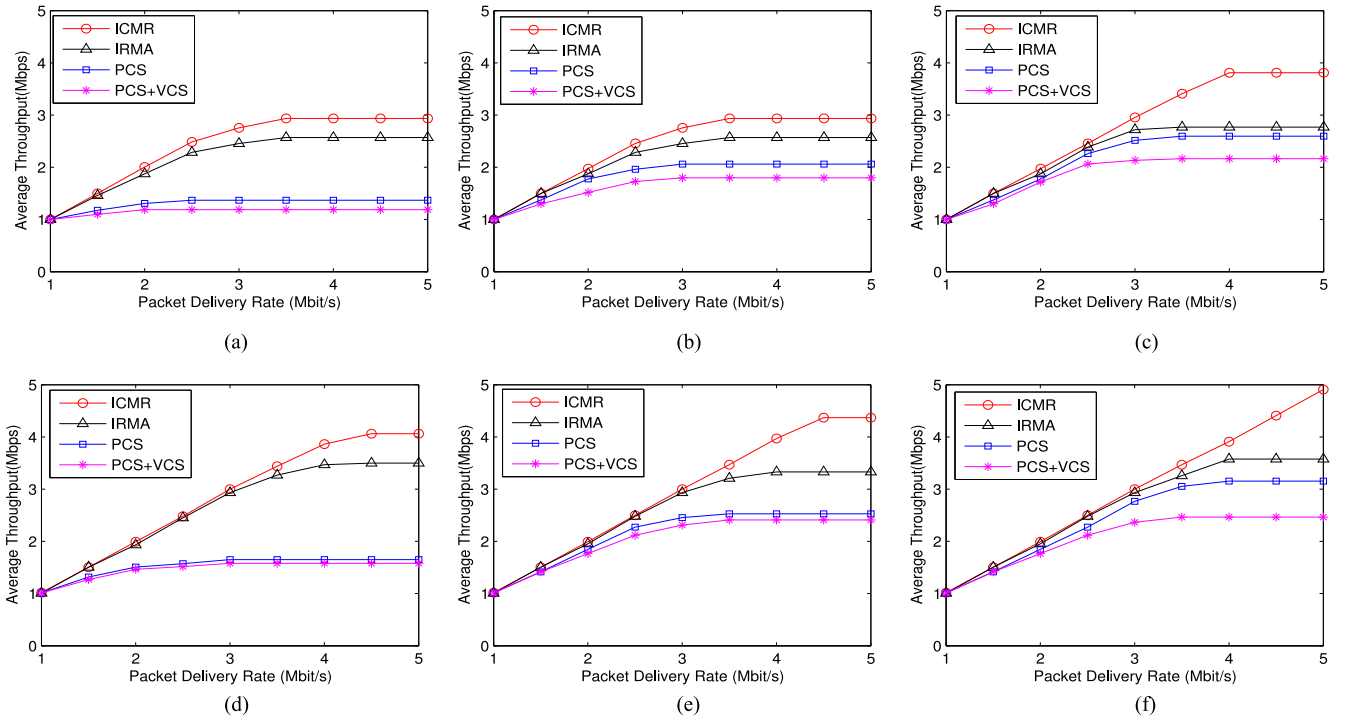 5
4
3
2
1
0
Average Throughput(Mbps)
ICMR
IRMA
PCS
PCS+VCS
1
2
3
4
5
Packet Delivery Rate (Mbit/s)
(a)
5
4
3
2
1
0
Average Throughput(Mbps)
ICMR
IRMA
PCS
PCS+VCS
1
2
3
4
5
Packet Delivery Rate (Mbit/s)
(b)
5
4
3
2
1
0
Average Throughput(Mbps)
ICMR
IRMA
PCS
PCS+VCS
1
2
3
4
5
Packet Delivery Rate (Mbit/s)
(c)
5
4
3
2
1
0
Average Throughput(Mbps)
ICMR
IRMA
PCS
PCS+VCS
1
2
3
4
5
Packet Delivery Rate (Mbit/s)
(d)
5
4
3
2
1
0
Average Throughput(Mbps)
ICMR
IRMA
PCS
PCS+VCS
1
2
3
4
5
Packet Delivery Rate (Mbit/s)
(e)
5
4
3
2
1
0
Average Throughput(Mbps)
ICMR
IRMA
PCS
PCS+VCS
1
2
3
4
5
Packet Delivery Rate (Mbit/s)
(f)